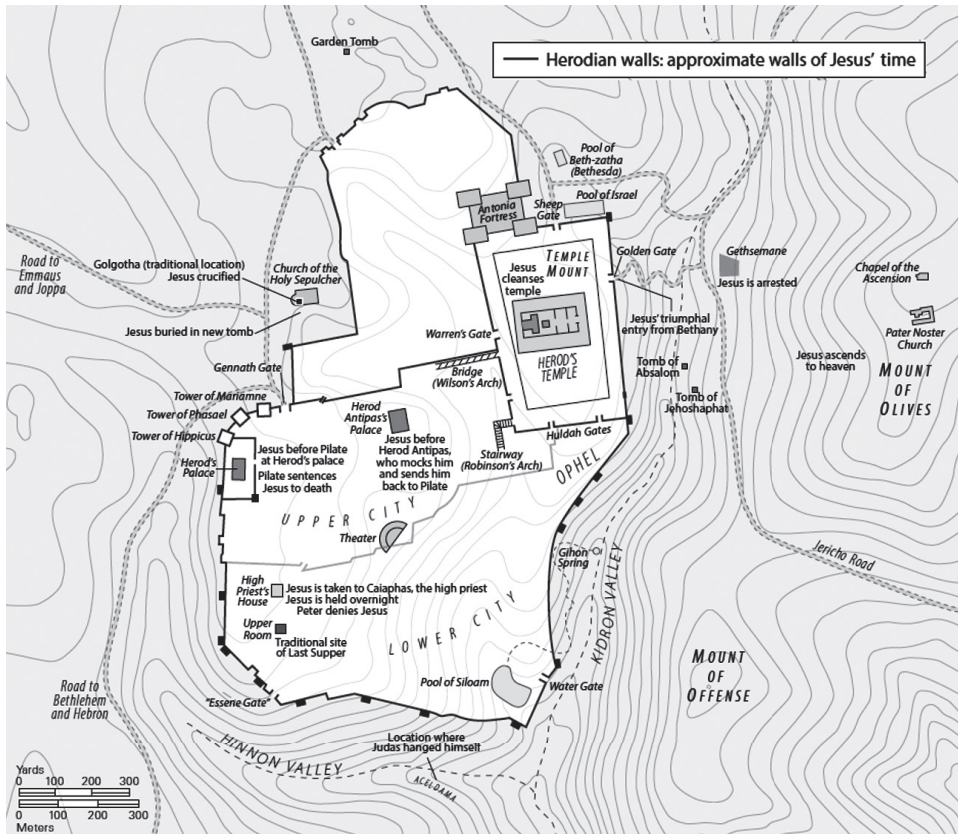 Garden Tomb
Herodian walls: approximate walls of Jesus' time
Pool of
Beth-zatha
(Bethesda)
Pool of Israel
Antonia
Fortress
Sheep
Gate
TEMPLE
MOUNT
Golden Gate
Gethsemane
Jesus is arrested
Chapel of the
Ascension
Pater Noster
Church
Road to
Emmaus
and Joppa
Golgotha (traditional location)
Jesus crucified
Church of the
Holy Sepulcher
Jesus
cleanses
temple
Jesus' triumphal
entry from Bethany
Jesus buried in new tomb
Warren's Gate
HEROD'S
TEMPLE
Tomb of
Absalom
Tomb of
Jehoshaphat
Jesus ascends
to heaven
MOUNT
OF
OLIVES
Gennath Gate
Bridge
(Wilson's Arch)
Tower of Mariamne
Tower of Phasael
Tower of Hippicus
Herod
Antipas's
Palace
Huldah Gates
Stairway
(Robinson's Arch)
OPHEL
Herod's
Palace
Jesus before Pilate
at Herod's palace
Pilate sentences
Jesus to death
Jesus before
Herod Antipas,
who mocks him
and sends him
back to Pilate
UPPER CITY
Theater
Gihon
Spring
Jericho Road
High
Priest's
House
Jesus is taken to Caiaphas, the high priest
Jesus is held overnight
Peter denies Jesus
Upper
Room
Traditional site
of Last Supper
LOWER CITY
KIDRON VALLEY
MOUNT
OF
OFFENSE
Pool of Siloam
Water Gate
Road to
Bethlehem
and Hebron
"Essene Gate"
HINNON VALLEY
Location where
Judas hanged himself
ACELDAMA
Yards
0 100 200 300
0 100 200 300
Meters